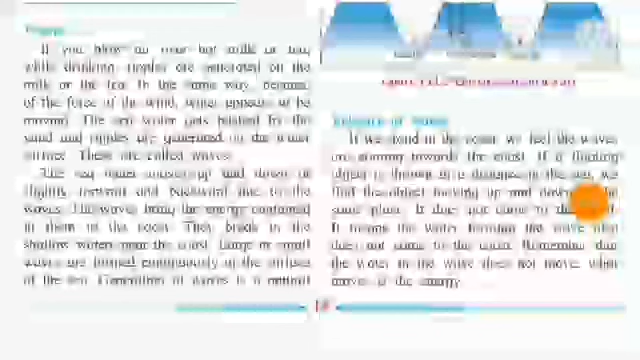 If you blow on your hot milk or tea,
while drinking, ripples are generated on the
milk or the tea. In the same way, because
of the force of the wind, water appears to be
moving. The sea water gets pushed by the
wind and ripples are generated on the water
surface. These are called waves.
The sea water moves up and down or
slightly forward and backward due to the
waves. The waves bring the energy contained
in them to the coast. They break in the
shallow waters near the coast. Large or small
waves are formed continuously on the surface
of the sea. Generation of waves is a natural
If we stand in the ocean, we feel the waves
are coming towards the coast. If a floating
object is thrown at a distance in the sea, we
find the object moving up and down
same place. It does not come to the
It means the water in the wave also
does not come to the coast. Remember that
the water in the wave does not move, what
moves is the energy.